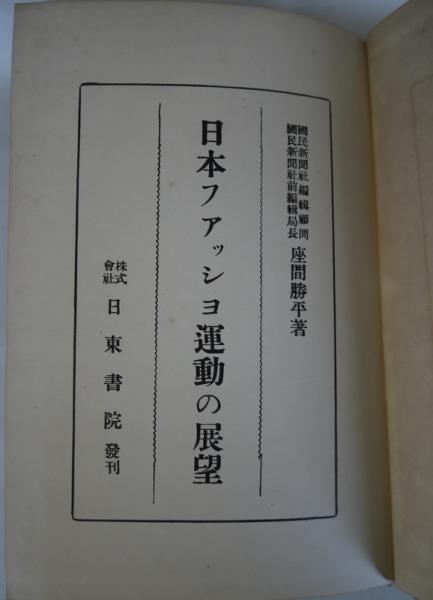 國民新聞社編輯顧問
國民新聞社前編輯局長
座間勝平著
日本フアッショ運動の展望
株式會社
日東書院發刊